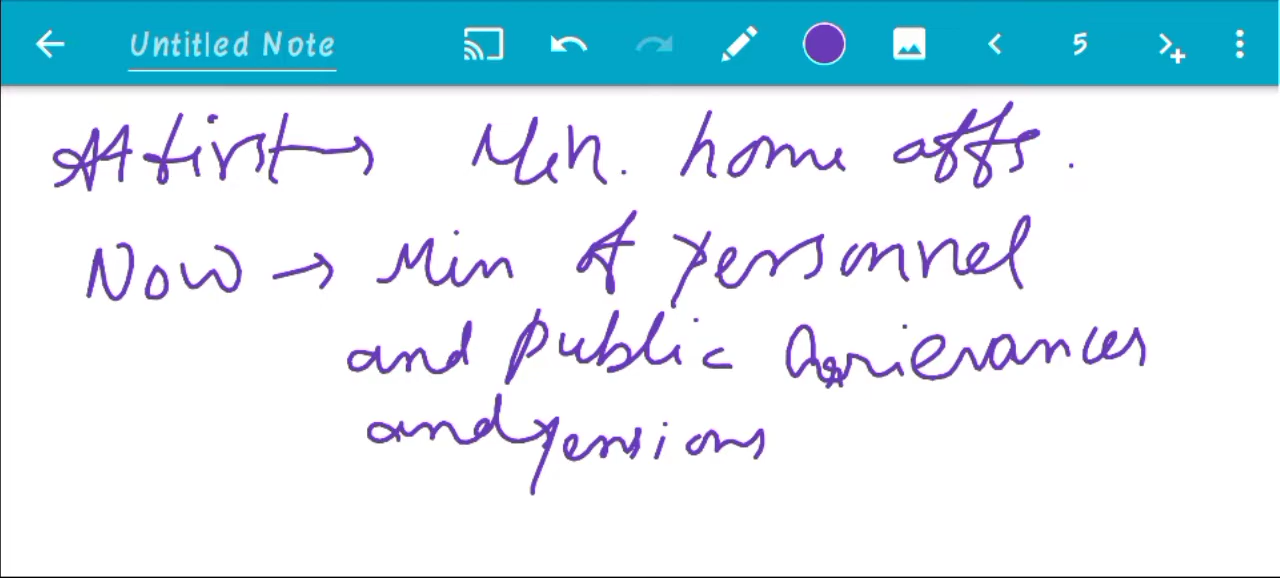 Untitled Note 5
At first → Min. home affs.
Now → Min of personnel
and public Grievances
and pensions